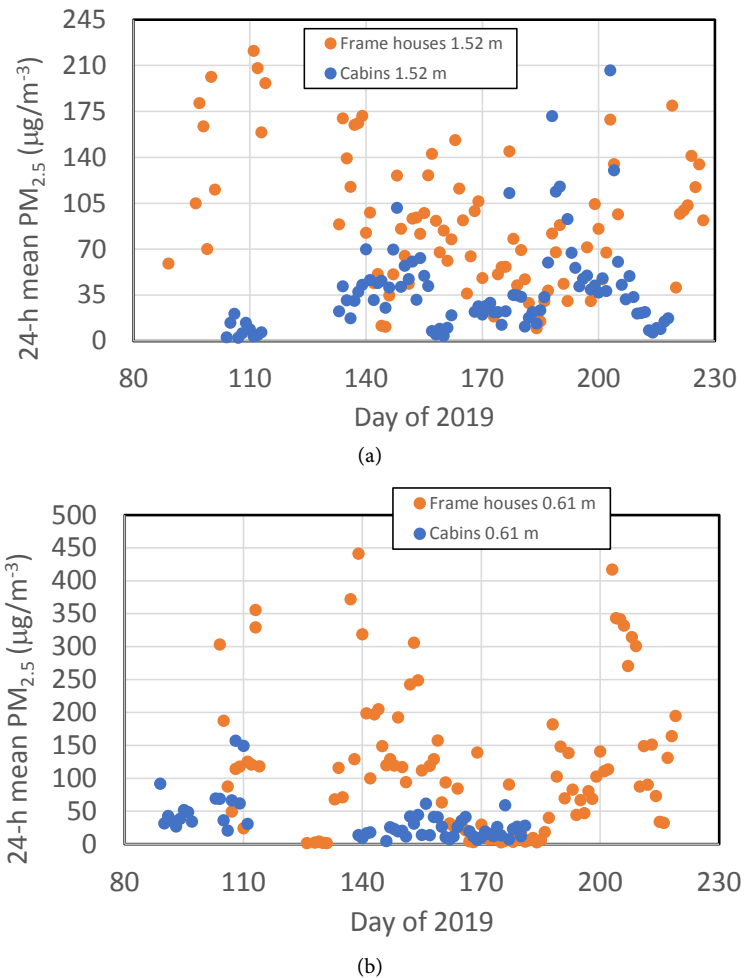 245
210
175
140
105
70
35
0
24-h mean PM2.5 (μg/m-3)
Frame houses 1.52 m
Cabins 1.52 m
80 110 140 170 200 230
Day of 2019
(a)
500
450
400
350
300
250
200
150
100
50
0
24-h mean PM2.5 (μg/m-3)
Frame houses 0.61 m
Cabins 0.61 m
80 110 140 170 200 230
Day of 2019
(b)